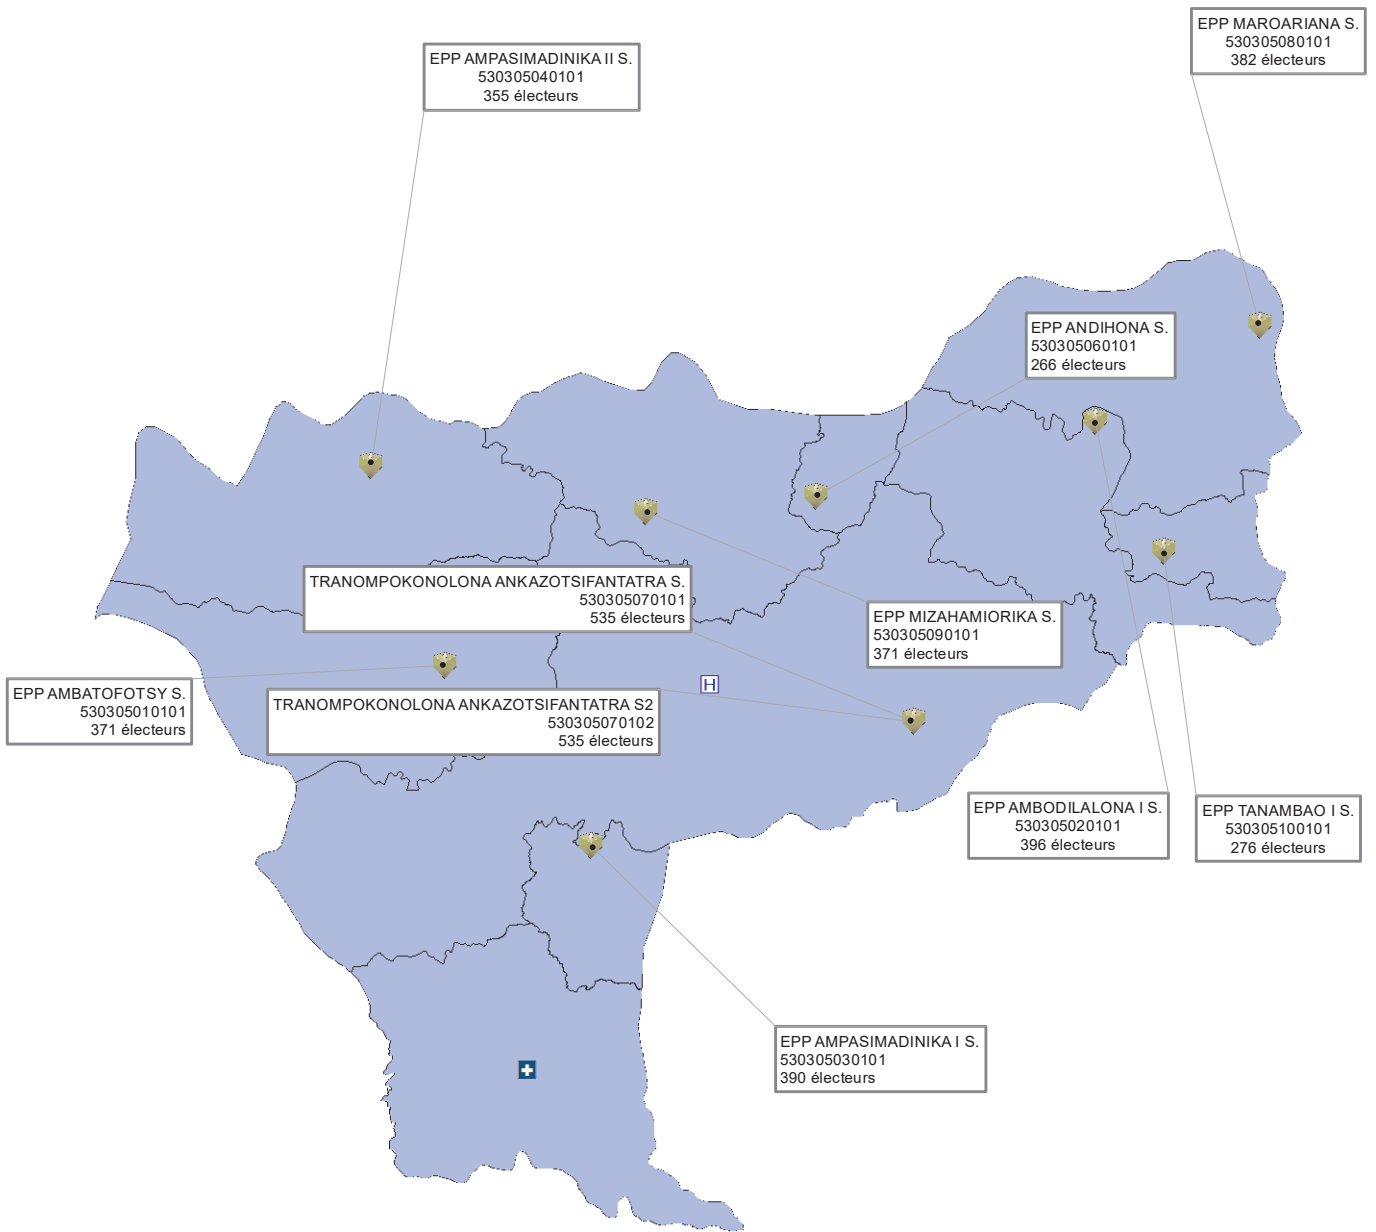 EPP MAROARIANA S.
530305080101
382 électeurs
EPP AMPASIMADINIKA II S.
530305040101
355 électeurs
EPP ANDIHONA S.
530305060101
266 électeurs
TRANOMPOKONOLONA ANKAZOTSIFANTATRA S.
530305070101
535 électeurs
EPP MIZAHAMIORIKA S.
530305090101
371 électeurs
EPP AMBATOFOTSY S.
530305010101
371 électeurs
H
TRANOMPOKONOLONA ANKAZOTSIFANTATRA S2
530305070102
535 électeurs
EPP AMBODILALONA I S.
530305020101
396 électeurs
EPP TANAMBAO I S.
530305100101
276 électeurs
EPP AMPASIMADINIKA I S.
530305030101
390 électeurs